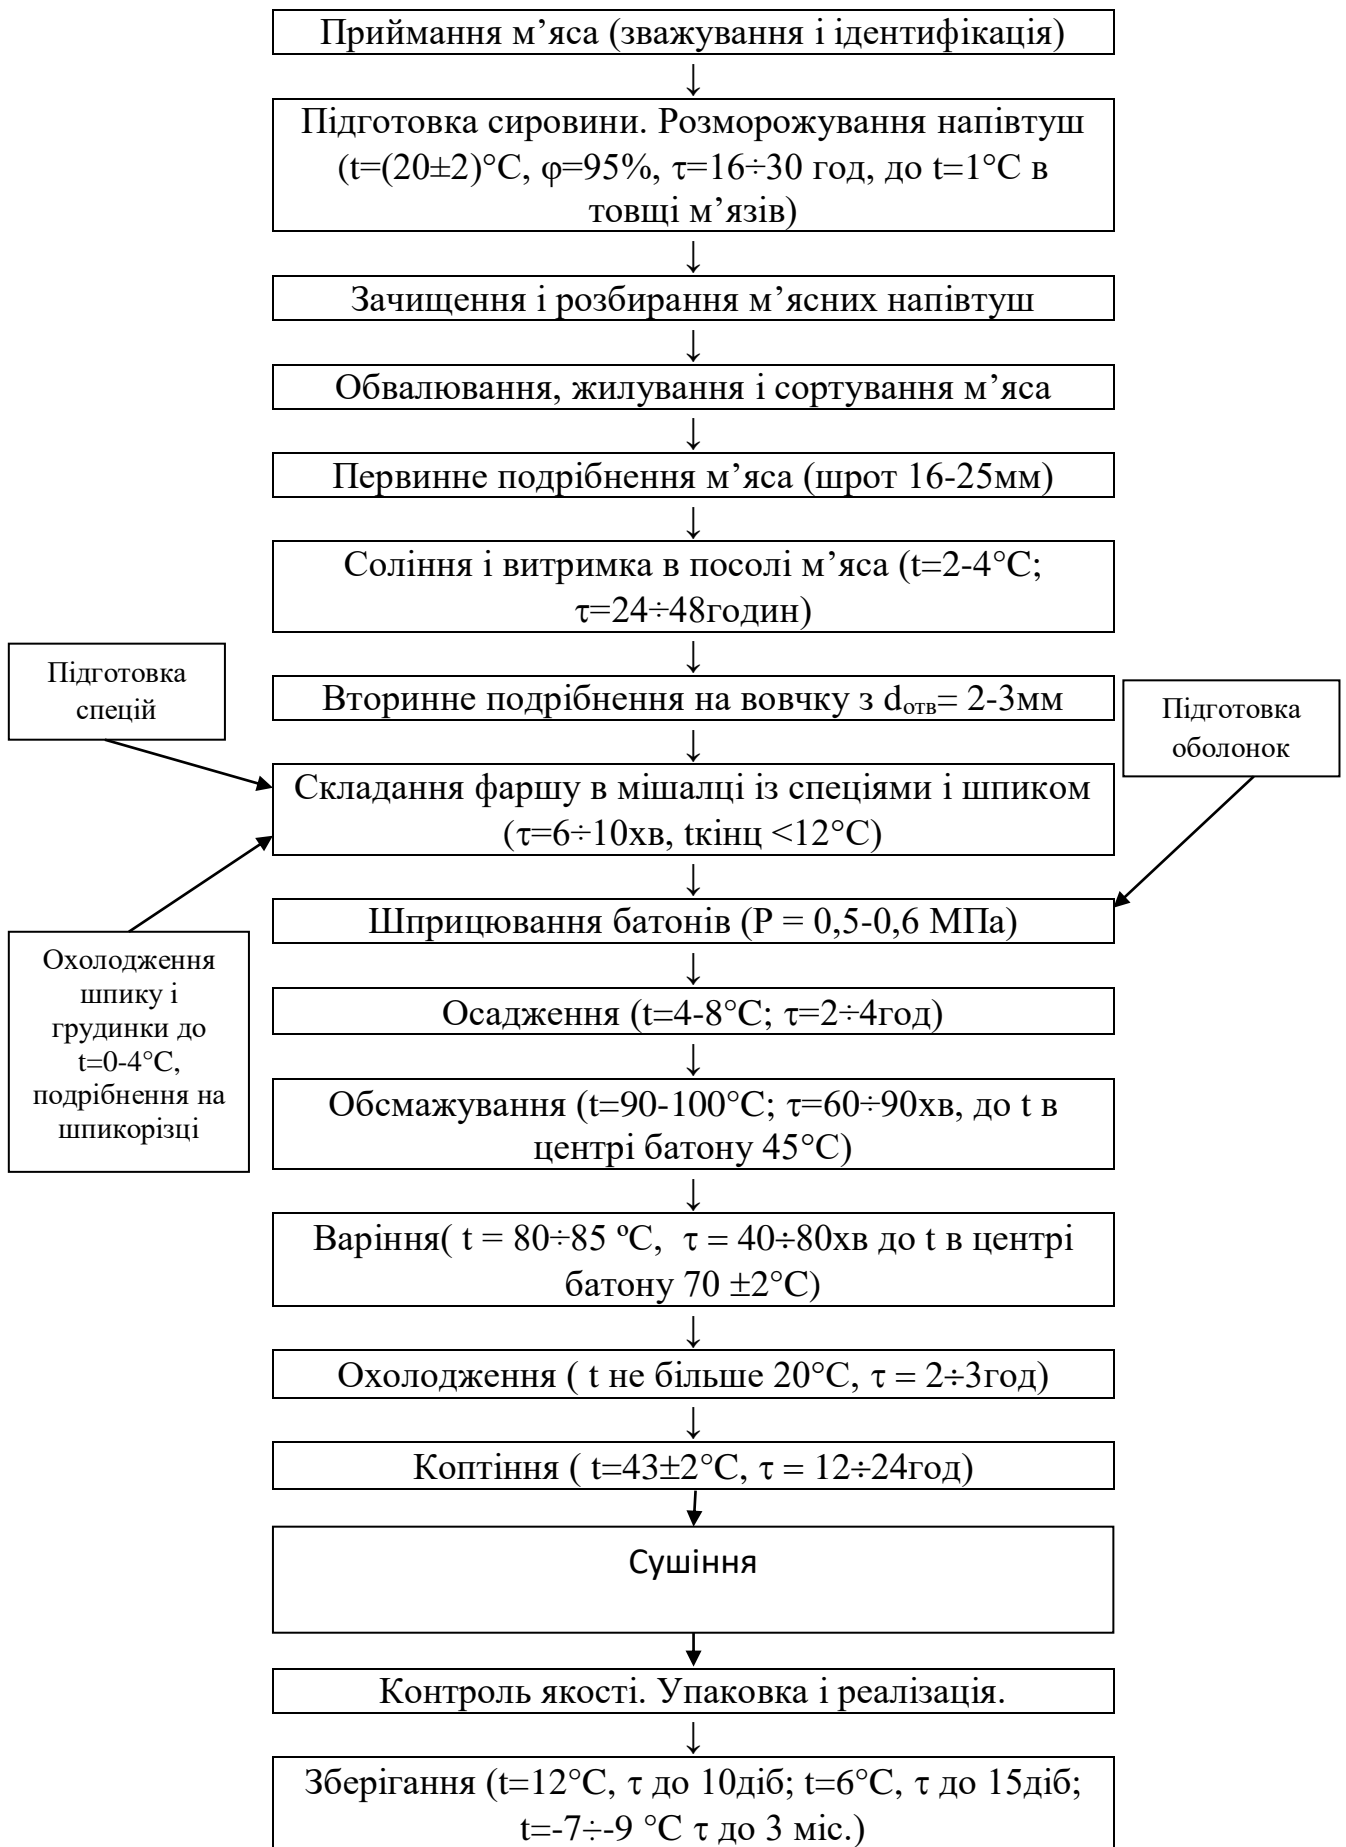 Приймання м’яса (зважування і ідентифікація)
↓
Підготовка сировини. Розморожування напівтуш
(t=(20±2)°С, φ=95%, τ=16÷30 год, до t=1°С в
товщі м’язів)
↓
Зачищення і розбирання м’ясних напівтуш
↓
Обвалювання, жилування і сортування м’яса
↓
Первинне подрібнення м’яса (шрот 16-25мм)
↓
Соління і витримка в посолі м’яса (t=2-4°С;
τ=24÷48годин)
↓
Підготовка
спецій
Вторинне подрібнення на вовчку з dотв= 2-3мм
Підготовка
оболонок
↓
Складання фаршу в мішалці із спеціями і шпиком
(τ=6÷10хв, tкінц <12°С)
↓
Шприцювання батонів (Р = 0,5-0,6 МПа)
Охолодження
шпику і
грудинки до
t=0-4°С,
подрібнення на
шпикорізці
↓
Осадження (t=4-8°С; τ=2÷4год)
↓
Обсмажування (t=90-100°С; τ=60÷90хв, до t в
центрі батону 45°С)
↓
Варіння( t = 80÷85 ºС, τ = 40÷80хв до t в центрі
батону 70 ±2°С)
↓
Охолодження ( t не більше 20°С, τ = 2÷3год)
↓
Коптіння ( t=43±2°С, τ = 12÷24год)
Сушіння
Контроль якості. Упаковка і реалізація.
↓
Зберігання (t=12°С, τ до 10діб; t=6°С, τ до 15діб;
t=-7÷-9 °С τ до 3 міс.)